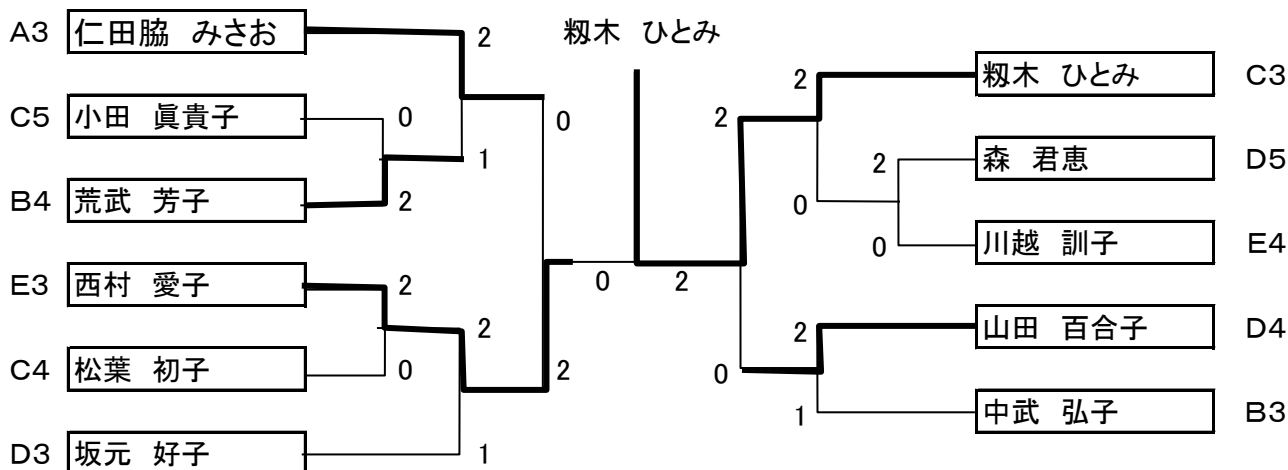 A3 仁田脇 みさお
2
0
C5 小田 眞貴子
0
1
B4 荒武 芳子
2
E3 西村 愛子
2
2
C4 松葉 初子
0
2
D3 坂元 好子
1
籾木 ひとみ
0 2
籾木 ひとみ C3
2
2
森 君恵 D5
2
0
川越 訓子 E4
0
山田 百合子 D4
2
0
中武 弘子 B3
1